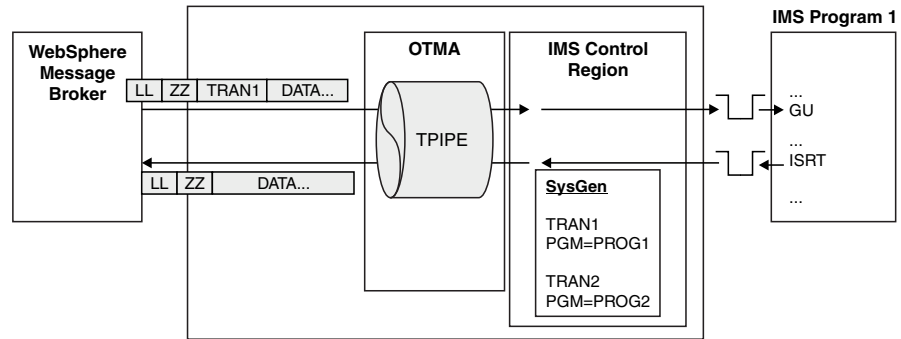 WebSphere
Message
Broker
LL ZZ TRAN1 DATA...
LL ZZ DATA...
OTMA
TPIPE
IMS Control
Region
SysGen
TRAN1
PGM=PROG1
TRAN2
PGM=PROG2
IMS Program 1
...
GU
...
ISRT
...